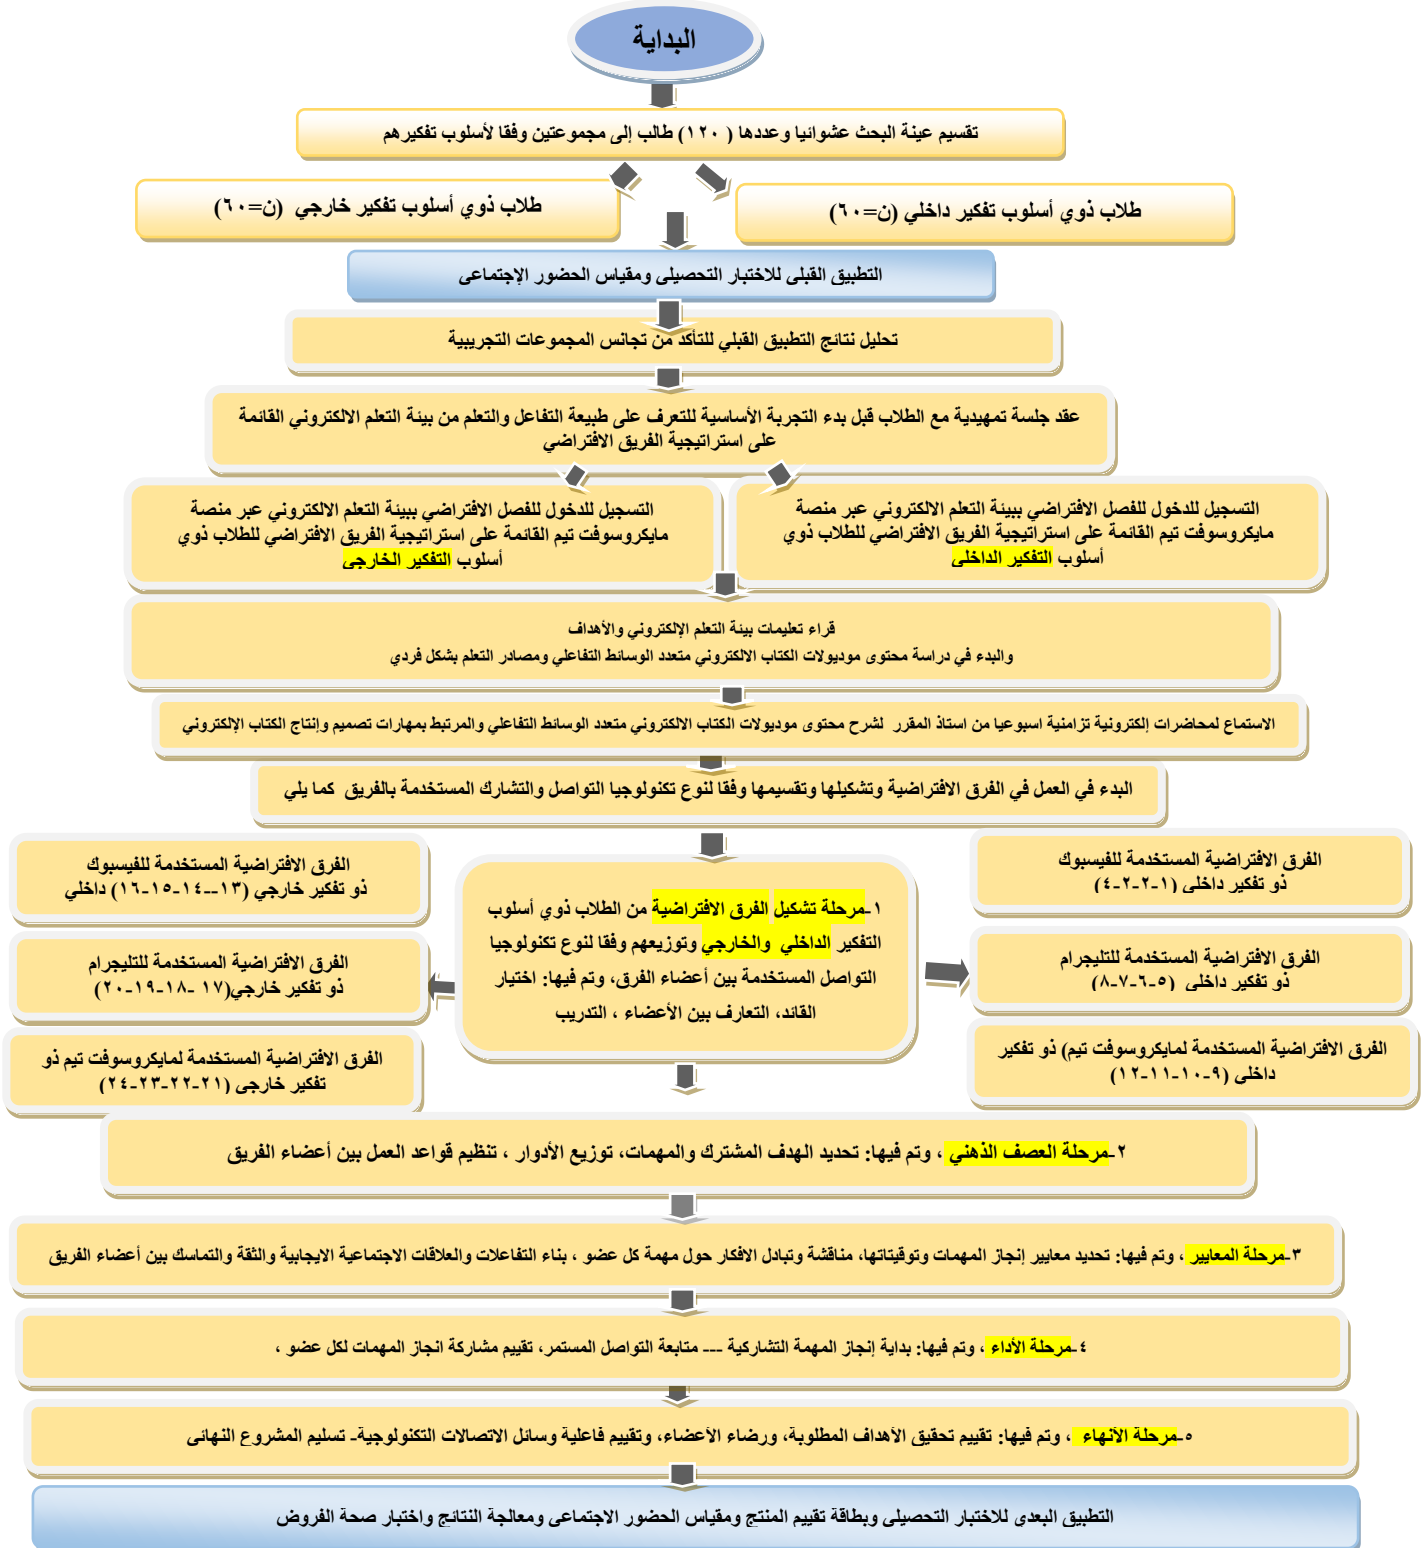 البداية
تقسيم عينة البحث عشوائيا وعددها ( ١٢٠) طالب إلى مجموعتين وفقا لأسلوب تفكيرهم
طلاب ذوي أسلوب تفكير داخلي (ن=٦٠)
طلاب ذوي أسلوب تفكير خارجي (ن=٦٠)
التطبيق القبلى للاختبار التحصيلى ومقياس الحضور الإجتماعى
تحليل نتائج التطبيق القبلي للتأكد من تجانس المجموعات التجريبية
عقد جلسة تمهيدية مع الطلاب قبل بدء التجربة الأساسية للتعرف على طبيعة التفاعل والتعلم من بيئة التعلم الالكتروني القائمة
على استراتيجية الفريق الافتراضي
التسجيل للدخول للفصل الافتراضي ببيئة التعلم الالكتروني عبر منصة
مايكروسوفت تيم القائمة على استراتيجية الفريق الافتراضي للطلاب ذوي
أسلوب التفكير الداخلى
التسجيل للدخول للفصل الافتراضي ببيئة التعلم الالكتروني عبر منصة
مايكروسوفت تيم القائمة على استراتيجية الفريق الافتراضي للطلاب ذوي
أسلوب التفكير الخارجى
قراء تعليمات بيئة التعلم الإلكتروني والأهداف
والبدء في دراسة محتوى موديولات الكتاب الالكتروني متعدد الوسائط التفاعلي ومصادر التعلم بشكل فردي
الاستماع لمحاضرات إلكترونية تزامنية اسبوعيا من استاذ المقرر لشرح محتوى موديولات الكتاب الالكتروني متعدد الوسائط التفاعلي والمرتبط بمهارات تصميم وإنتاج الكتاب الإلكتروني
البدء في العمل في الفرق الافتراضية وتشكيلها وتقسيمها وفقا لنوع تكنولوجيا التواصل والتشارك المستخدمة بالفريق كما يلي
الفرق الافتراضية المستخدمة للفيسبوك
ذو تفكير داخلى (١-٢-٢-٤)
الفرق الافتراضية المستخدمة للتليجرام
ذو تفكير داخلى (٥-٦-٧-٨)
الفرق الافتراضية المستخدمة لمايكروسوفت تيم) ذو تفكير
داخلى (٩-١٠-١١-١٢)
١-مرحلة تشكيل الفرق الافتراضية من الطلاب ذوي أسلوب
التفكير الداخلي والخارجي وتوزيعهم وفقا لنوع تكنولوجيا
التواصل المستخدمة بين أعضاء الفرق، وتم فيها: اختيار
القائد، التعارف بين الأعضاء ، التدريب
الفرق الافتراضية المستخدمة للفيسبوك
ذو تفكير خارجي (١٣--١٤-١٥-١٦) داخلي
الفرق الافتراضية المستخدمة للتليجرام
ذو تفكير خارجي(١٧ -١٨-١٩-٢٠)
الفرق الافتراضية المستخدمة لمايكروسوفت تيم ذو
تفكير خارجى (٢١-٢٢-٢٣-٢٤)
٢-مرحلة العصف الذهني ، وتم فيها: تحديد الهدف المشترك والمهمات، توزيع الأدوار ، تنظيم قواعد العمل بين أعضاء الفريق
٣-مرحلة المعايير ، وتم فيها: تحديد معايير إنجاز المهمات وتوقيتاتها، مناقشة وتبادل الافكار حول مهمة كل عضو ، بناء التفاعلات والعلاقات الاجتماعية الايجابية والثقة والتماسك بين أعضاء الفريق
٤-مرحلة الأداء ، وتم فيها: بداية إنجاز المهمة التشاركية --- متابعة التواصل المستمر، تقييم مشاركة انجاز المهمات لكل عضو ،
٥-مرحلة الأنهاء ، وتم فيها: تقييم تحقيق الأهداف المطلوبة، ورضاء الأعضاء، وتقييم فاعلية وسائل الاتصالات التكنولوجية- تسليم المشروع النهائى
التطبيق البعدى للاختبار التحصيلى وبطاقة تقييم المنتج ومقياس الحضور الاجتماعى ومعالجة النتائج واختبار صحة الفروض